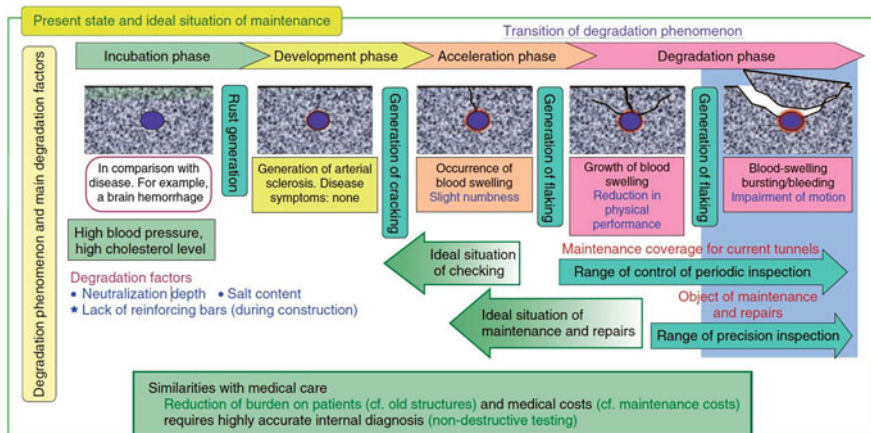 Present state and ideal situation of maintenance
Transition of degradation phenomenon
Degradation phenomenon and main degradation factors
Incubation phase
Development phase
Acceleration phase
Degradation phase
Rust generation
Generation of cracking
Generation of flaking
Generation of flaking
In comparison with
disease. For example,
a brain hemorrhage
Generation of arterial
sclerosis. Disease
symptoms: none
Occurrence of
blood swelling
Slight numbness
Growth of blood
swelling
Reduction in
physical
performance
Blood-swelling
bursting/bleeding
Impairment of motion
High blood pressure,
high cholesterol level
Degradation factors
• Neutralization depth • Salt content
★ Lack of reinforcing bars (during construction)
Ideal situation
of checking
Maintenance coverage for current tunnels
Range of control of periodic inspection
Ideal situation of
maintenance and repairs
Object of maintenance
and repairs
Range of precision inspection
Similarities with medical care
Reduction of burden on patients (cf. old structures) and medical costs (cf. maintenance costs)
requires highly accurate internal diagnosis (non-destructive testing)